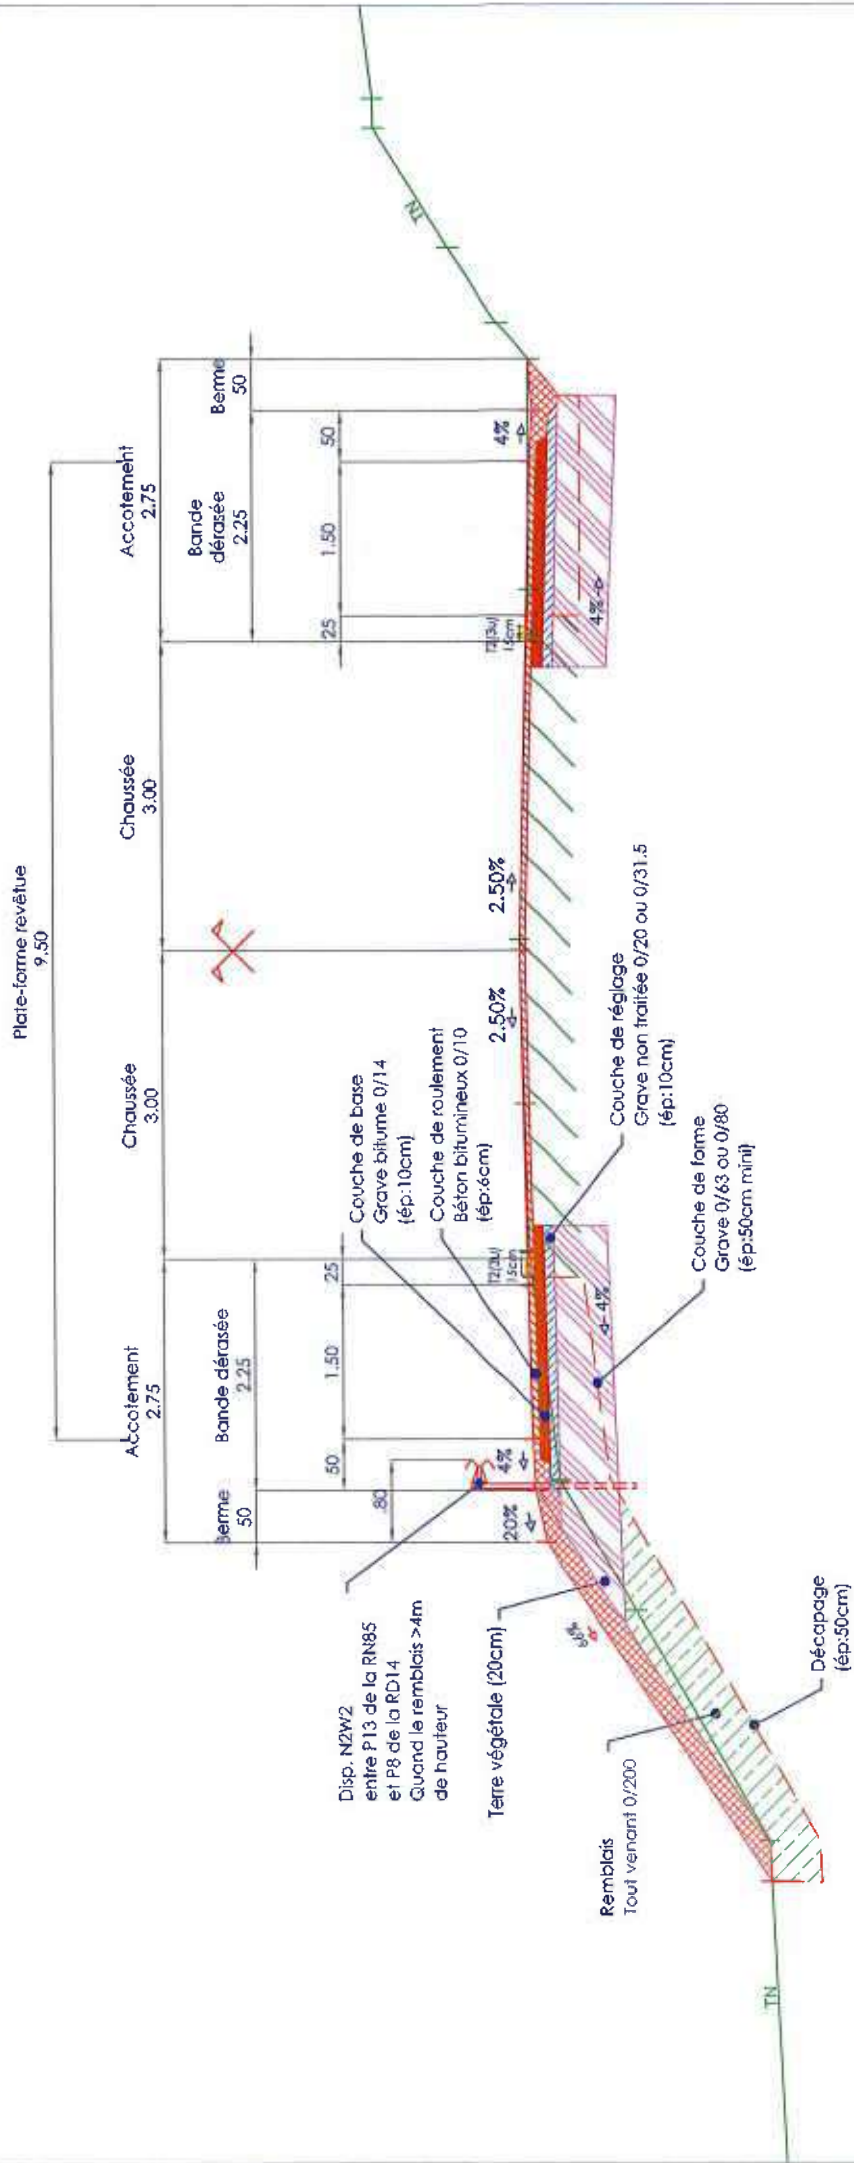 Plate-forme revêtue
9.50
Accotement
2.75
Chaussée
3.00
Chaussée
3.00
Accotement
2.75
Berme
50
Bande dérasée
2.25
Bande
dérasée
2.25
Berme
50
50
1.50
25
25
1.50
50
.80
Disp. N2W2
entre P13 de la RN85
et P8 de la RD14
Quand le remblais >4m
de hauteur
Couche de base
Grave bitume 0/14
(ép:10cm)
Couche de roulement
Béton bitumineux 0/10
(ép:6cm)
20%
4%
T2(3u)
15cm
2.50%
2.50%
T2(3u)
15cm
4%
TN
Terre végétale (20cm)
66%
4%
4%
Couche de réglage
Grave non traitée 0/20 ou 0/31.5
(ép:10cm)
Remblais
Tout venant 0/200
Couche de forme
Grave 0/63 ou 0/80
(ép:50cm mini)
TN
Décapage
(ép:50cm)